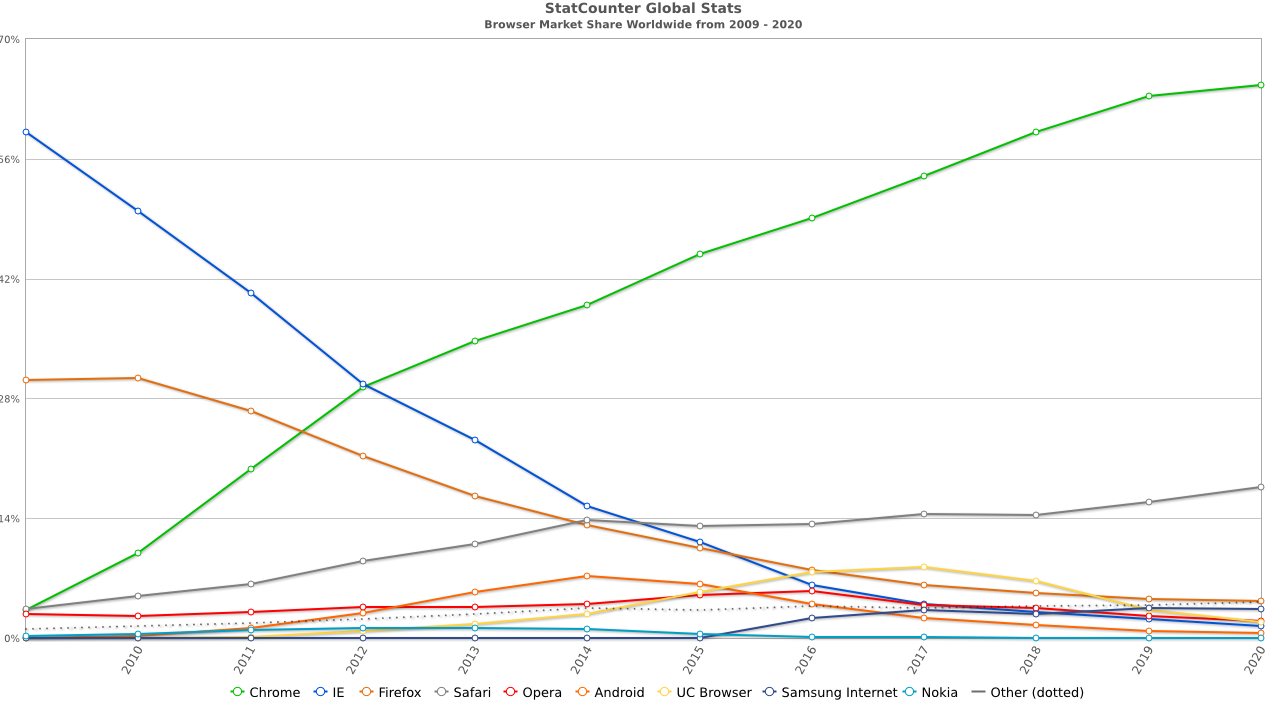 StatCounter Global Stats
Browser Market Share Worldwide from 2009 - 2020
70%
56%
42%
28%
14%
0%
2010 2011 2012 2013 2014 2015 2016 2017 2018 2019 2020
Chrome IE Firefox Safari Opera Android UC Browser Samsung Internet Nokia Other (dotted)